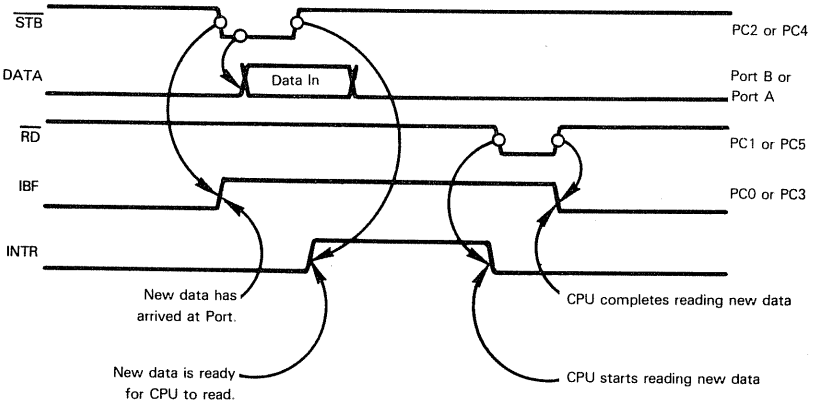 STB
PC2 or PC4
DATA
Data In
Port B or
Port A
RD
PC1 or PC5
IBF
PC0 or PC3
INTR
New data has
arrived at Port.
CPU completes reading new data
New data is ready
for CPU to read.
CPU starts reading new data